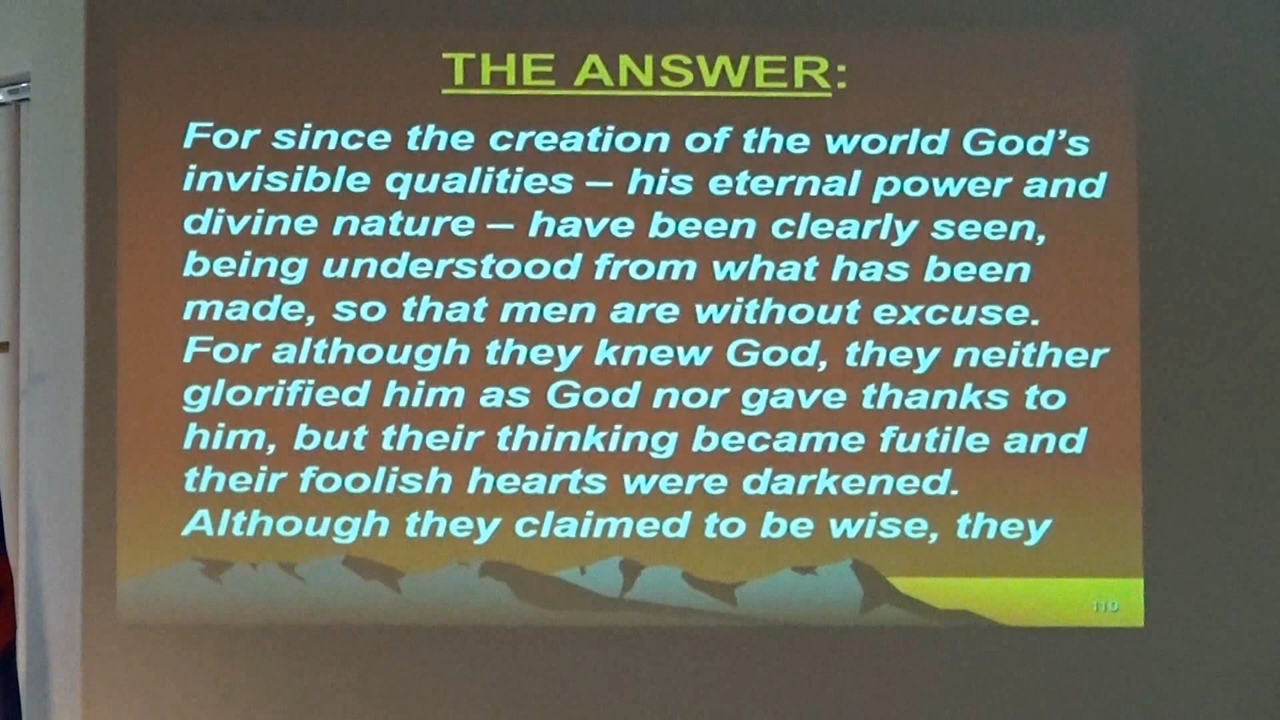 THE ANSWER:
For since the creation of the world God's
invisible qualities – his eternal power and
divine nature – have been clearly seen,
being understood from what has been
made, so that men are without excuse.
For although they knew God, they neither
glorified him as God nor gave thanks to
him, but their thinking became futile and
their foolish hearts were darkened.
Although they claimed to be wise, they
110